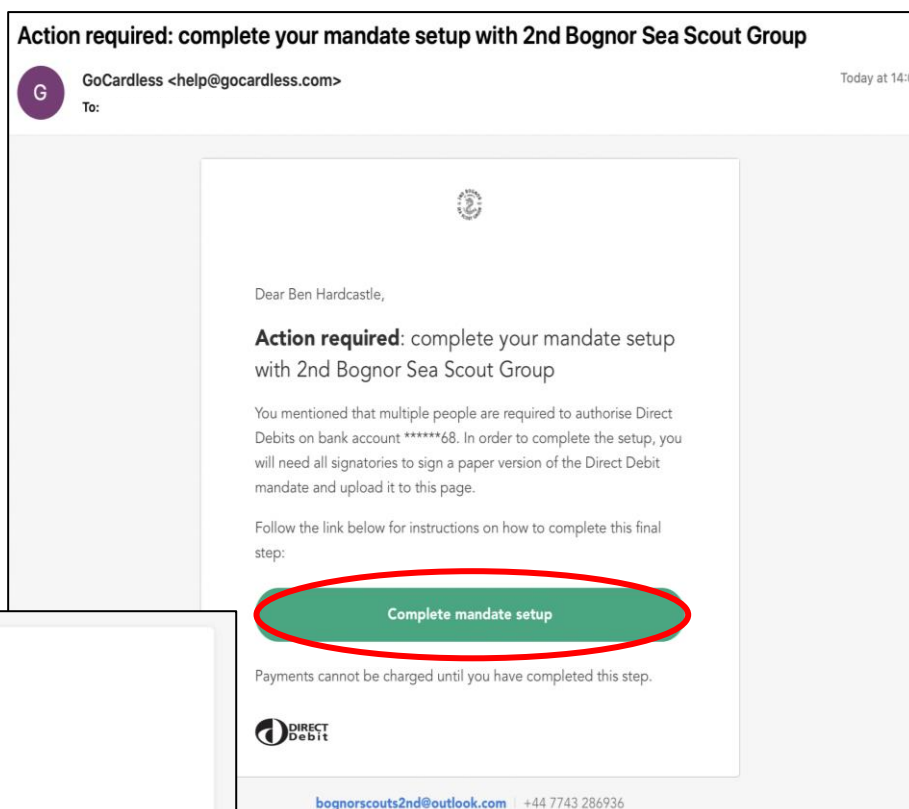 Action required: complete your mandate setup with 2nd Bognor Sea Scout Group
G
GoCardless <help@gocardless.com>
Today at 14:
To:
Dear Ben Hardcastle,
Action required: complete your mandate setup
with 2nd Bognor Sea Scout Group
You mentioned that multiple people are required to authorise Direct
Debits on bank account ******68. In order to complete the setup, you
will need all signatories to sign a paper version of the Direct Debit
mandate and upload it to this page.
Follow the link below for instructions on how to complete this final
step:
Complete mandate setup
Payments cannot be charged until you have completed this step.
DIRECT
Debit
bognorscouts2nd@outlook.com | +44 7743 286936